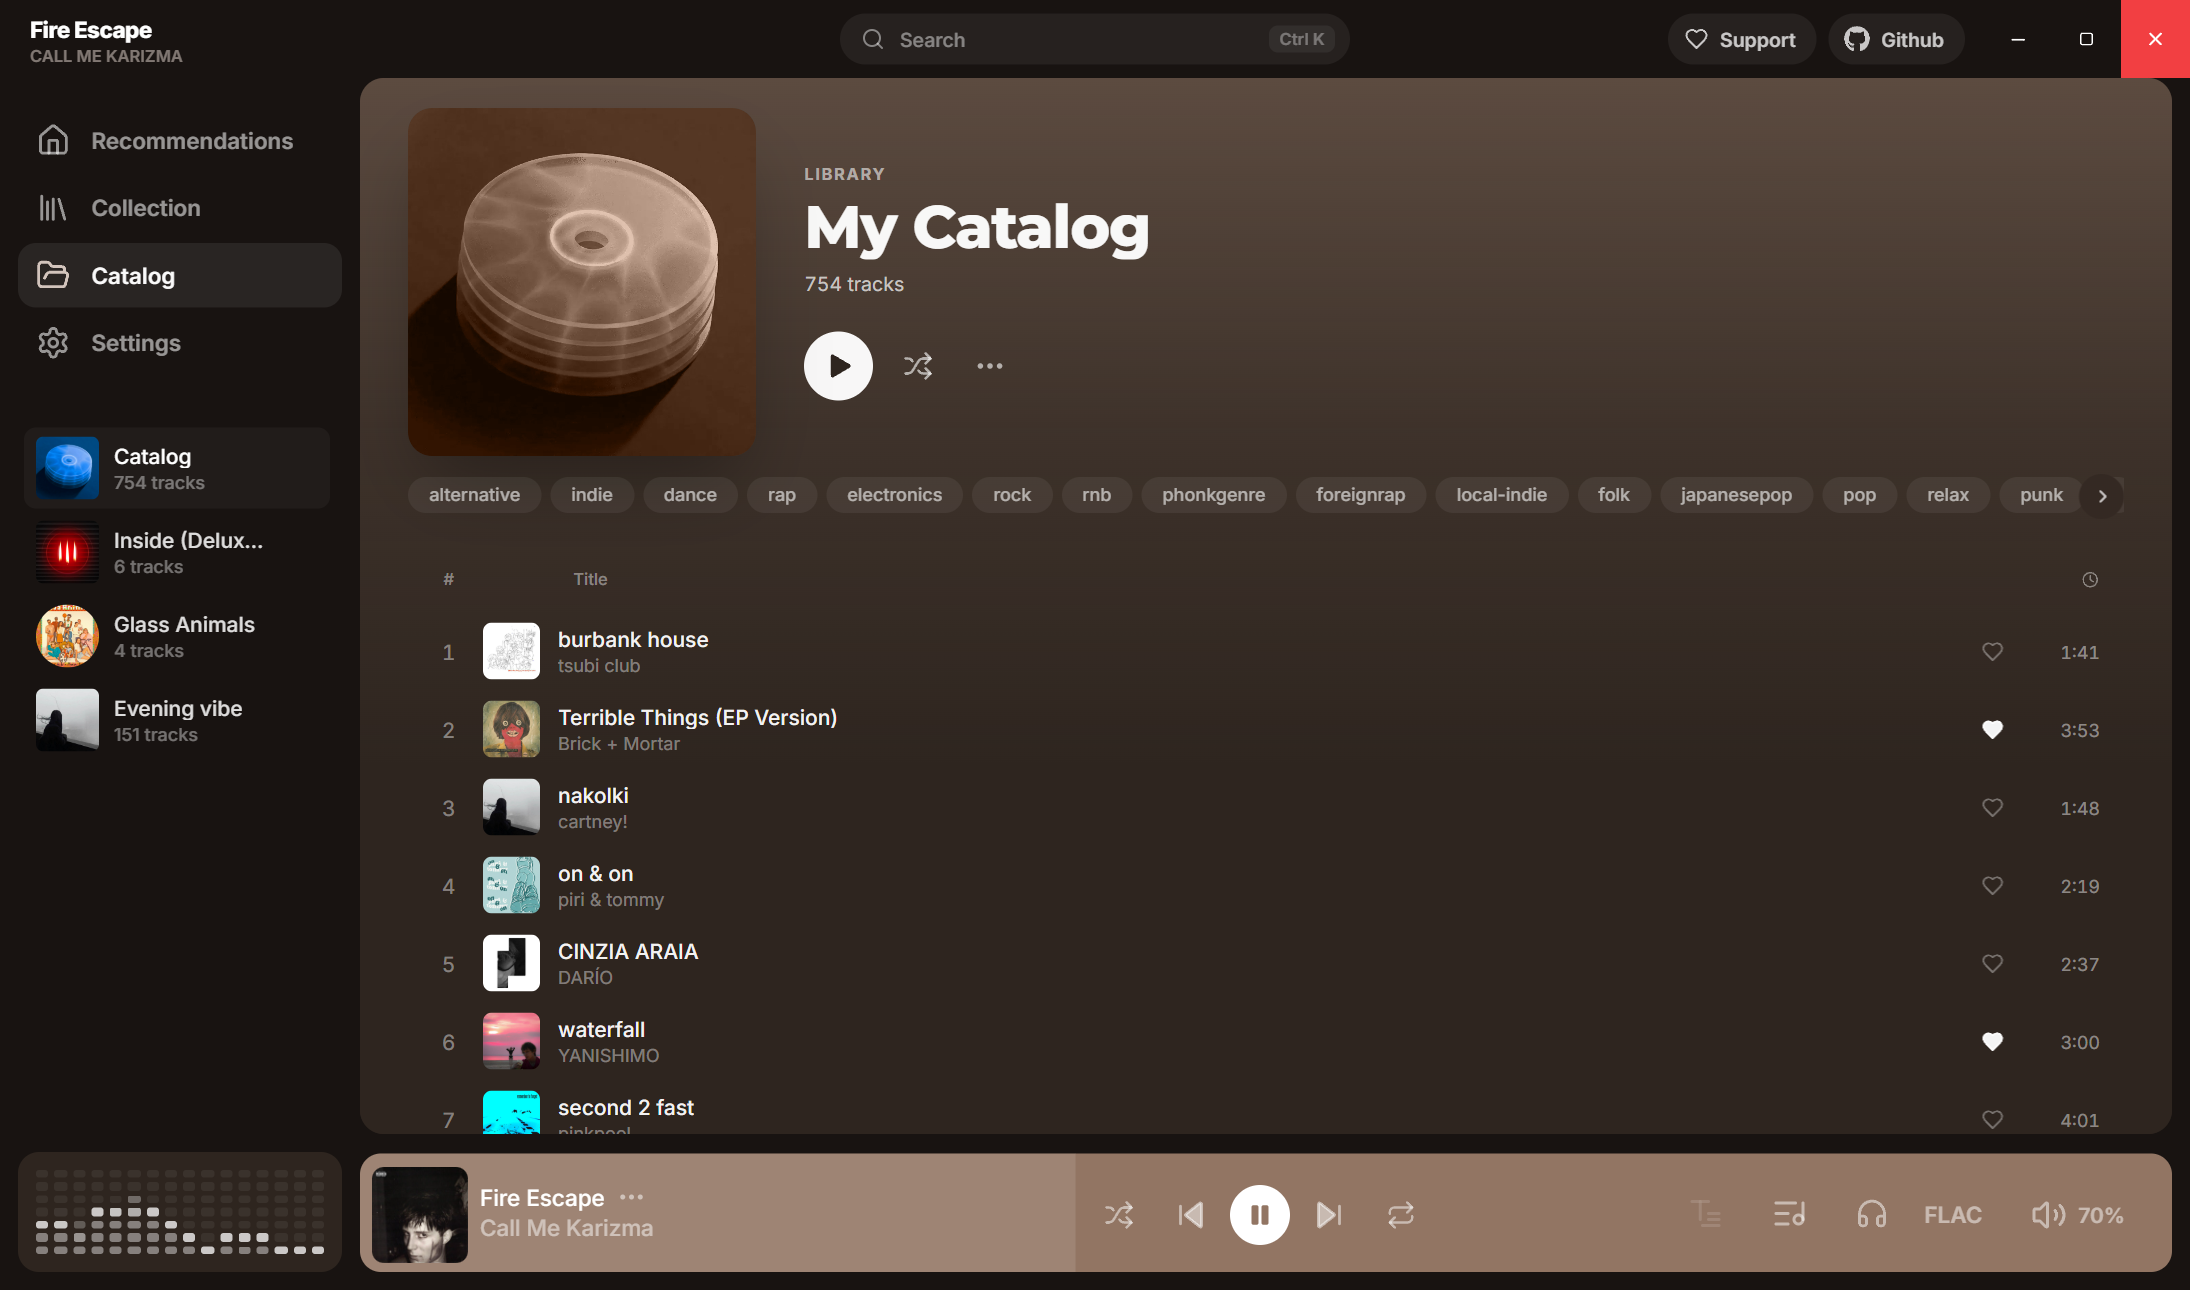 Fire Escape
CALL ME KARIZMA
Search
Ctrl K
Support
Github
Recommendations
Collection
Catalog
Settings
Catalog
754 tracks
Inside (Delux...
6 tracks
Glass Animals
4 tracks
Evening vibe
151 tracks
LIBRARY
My Catalog
754 tracks
alternative indie dance rap electronics rock rnb phonkgenre foreignrap local-indie folk japanesepop pop relax punk
# Title
1 burbank house 1:41
tsubi club
2 Terrible Things (EP Version) 3:53
Brick + Mortar
3 nakolki 1:48
cartney!
4 on & on 2:19
piri & tommy
5 CINZIA ARAIA 2:37
DARÍO
6 waterfall 3:00
YANISHIMO
7 second 2 fast 4:01
Fire Escape
Call Me Karizma
FLAC
70%